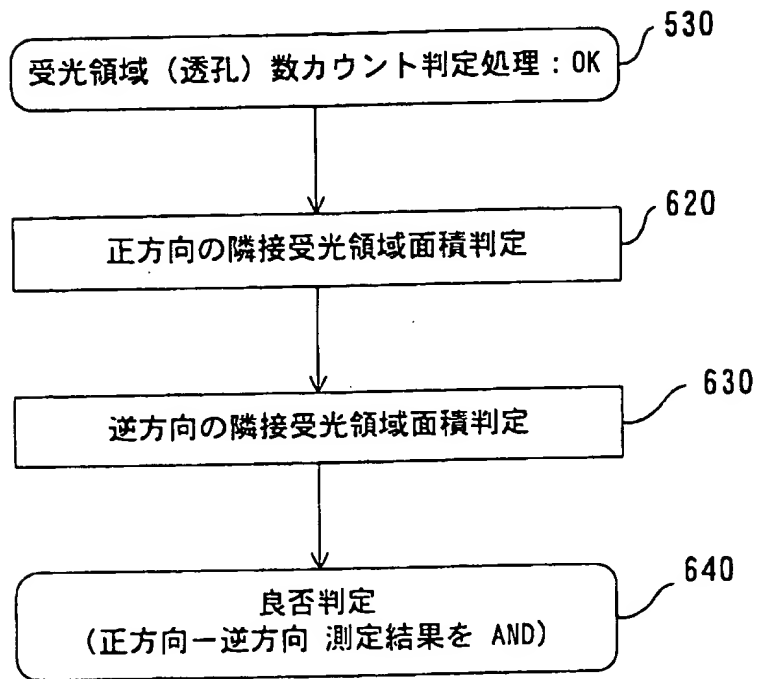 530
受光領域（透孔）数カウント判定処理：OK
620
正方向の隣接受光領域面積判定
630
逆方向の隣接受光領域面積判定
640
良否判定
（正方向ー逆方向 測定結果を AND）